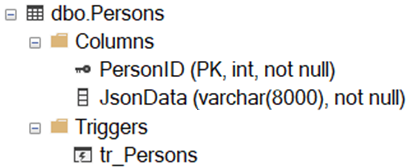 dbo.Persons
Columns
PersonID (PK, int, not null)
JsonData (varchar(8000), not null)
Triggers
tr_Persons